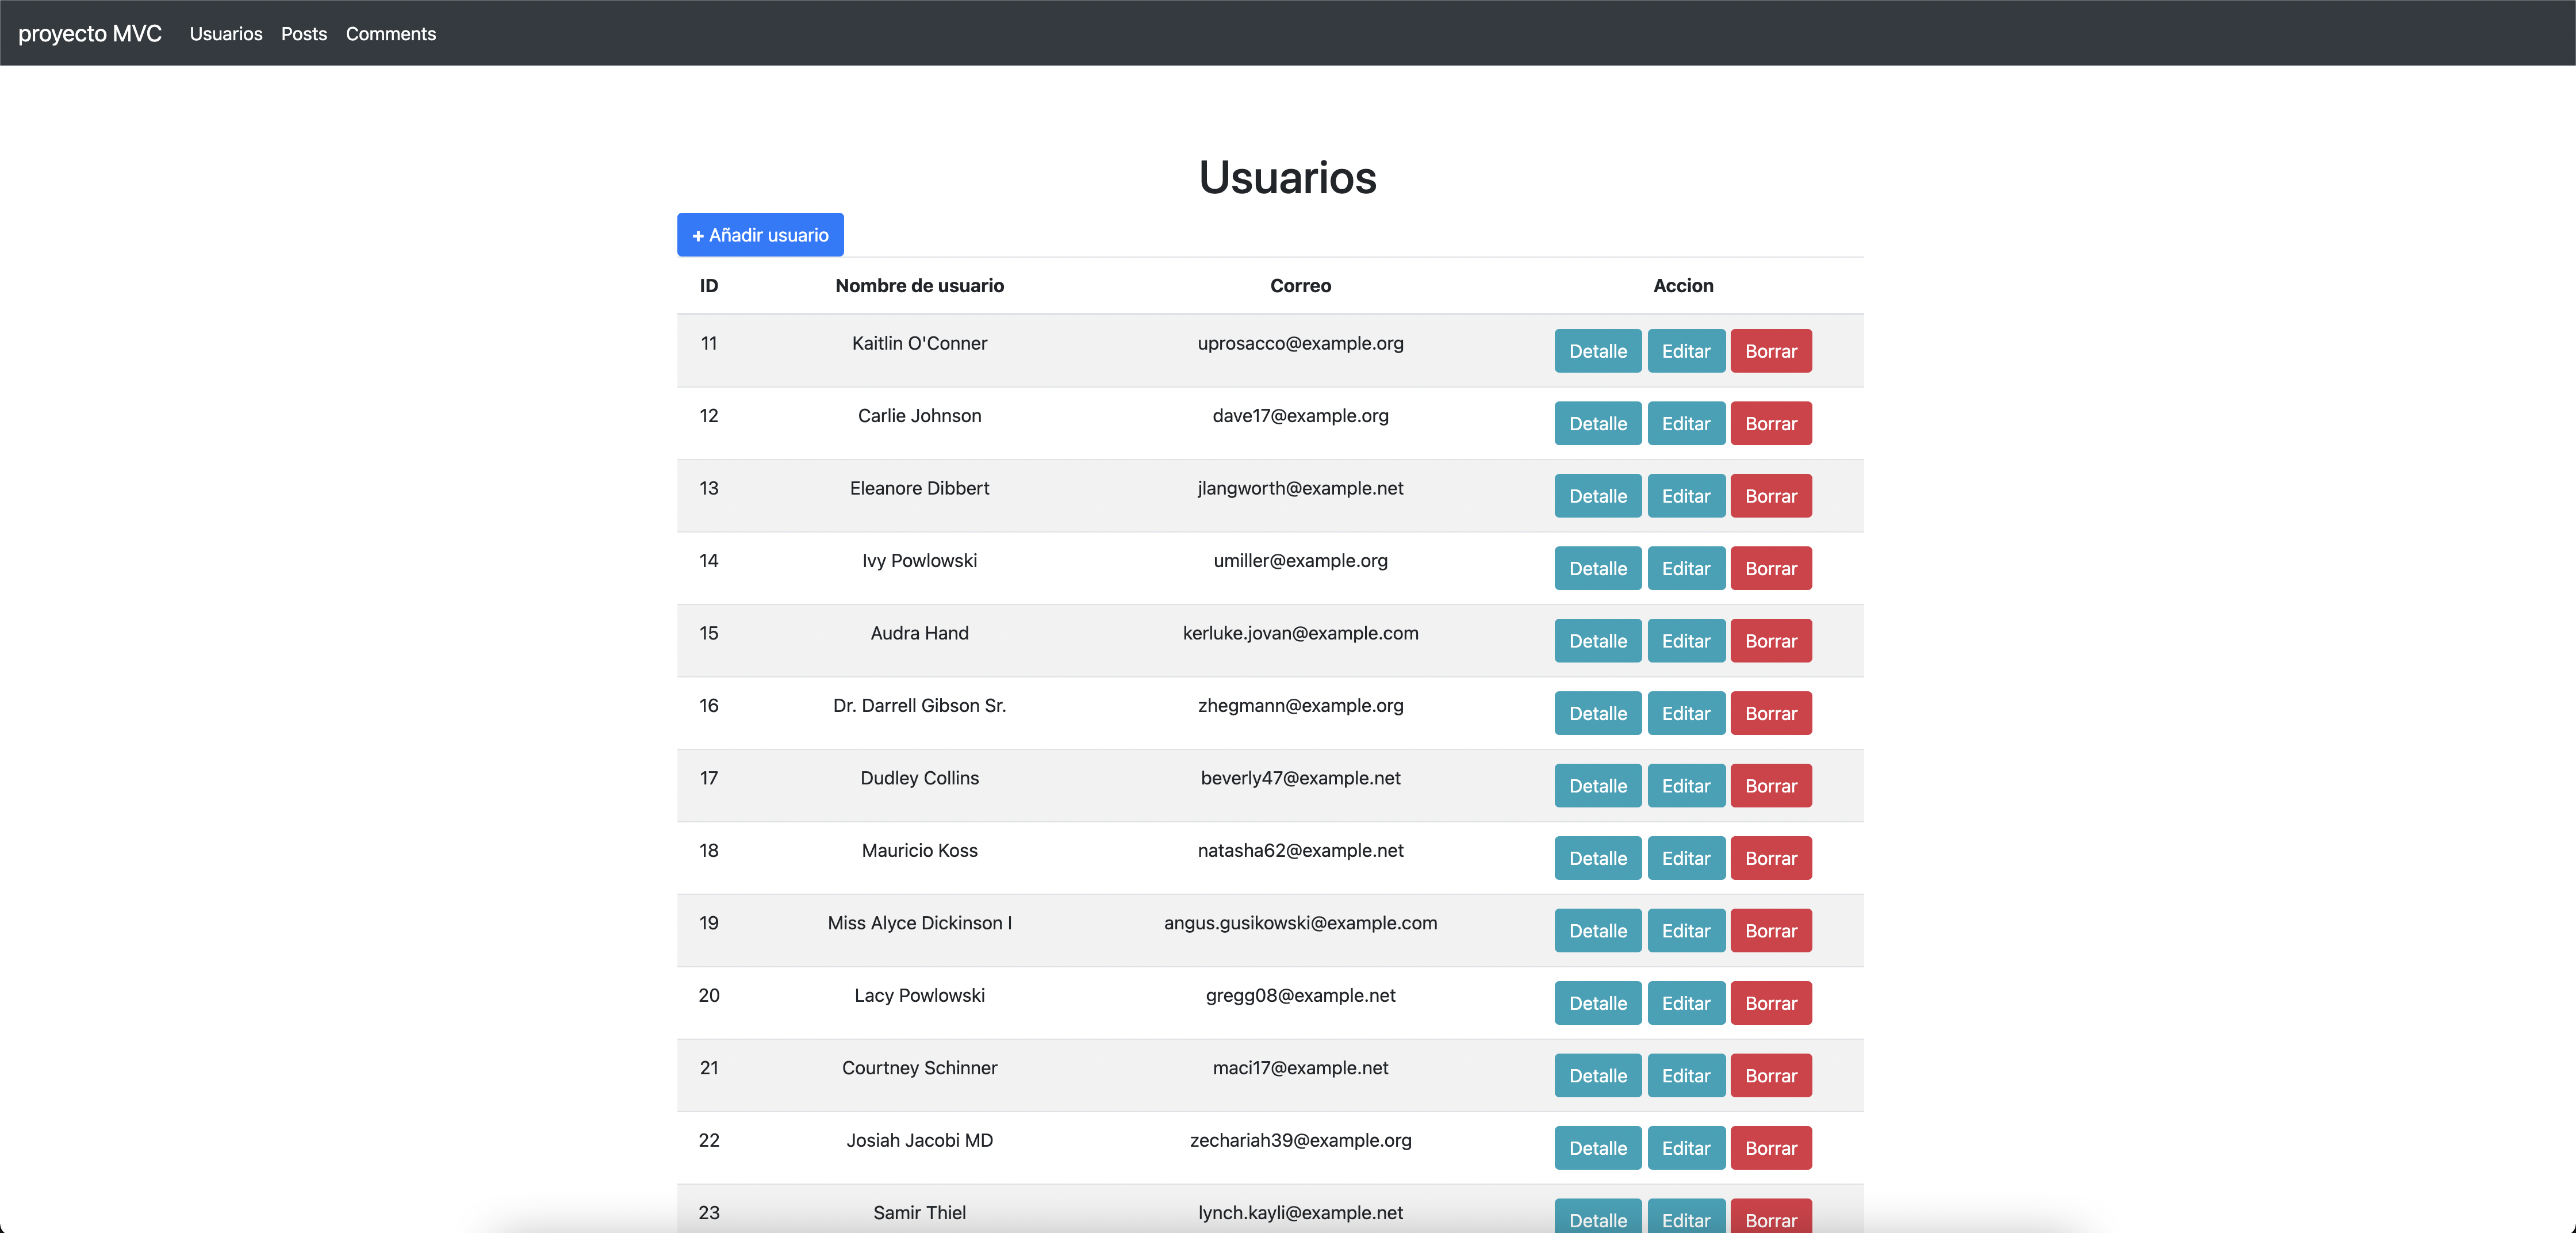 proyecto MVC Usuarios Posts Comments
Usuarios
+ Añadir usuario
ID Nombre de usuario Correo Accion
11 Kaitlin O'Conner uprosacco@example.org Detalle Editar Borrar
12 Carlie Johnson dave17@example.org Detalle Editar Borrar
13 Eleanore Dibbert jlangworth@example.net Detalle Editar Borrar
14 Ivy Powlowski umiller@example.org Detalle Editar Borrar
15 Audra Hand kerluke.jovan@example.com Detalle Editar Borrar
16 Dr. Darrell Gibson Sr. zhegmann@example.org Detalle Editar Borrar
17 Dudley Collins beverly47@example.net Detalle Editar Borrar
18 Mauricio Koss natasha62@example.net Detalle Editar Borrar
19 Miss Alyce Dickinson I angus.gusikowski@example.com Detalle Editar Borrar
20 Lacy Powlowski gregg08@example.net Detalle Editar Borrar
21 Courtney Schinner maci17@example.net Detalle Editar Borrar
22 Josiah Jacobi MD zechariah39@example.org Detalle Editar Borrar
23 Samir Thiel lynch.kayli@example.net Detalle Editar Borrar